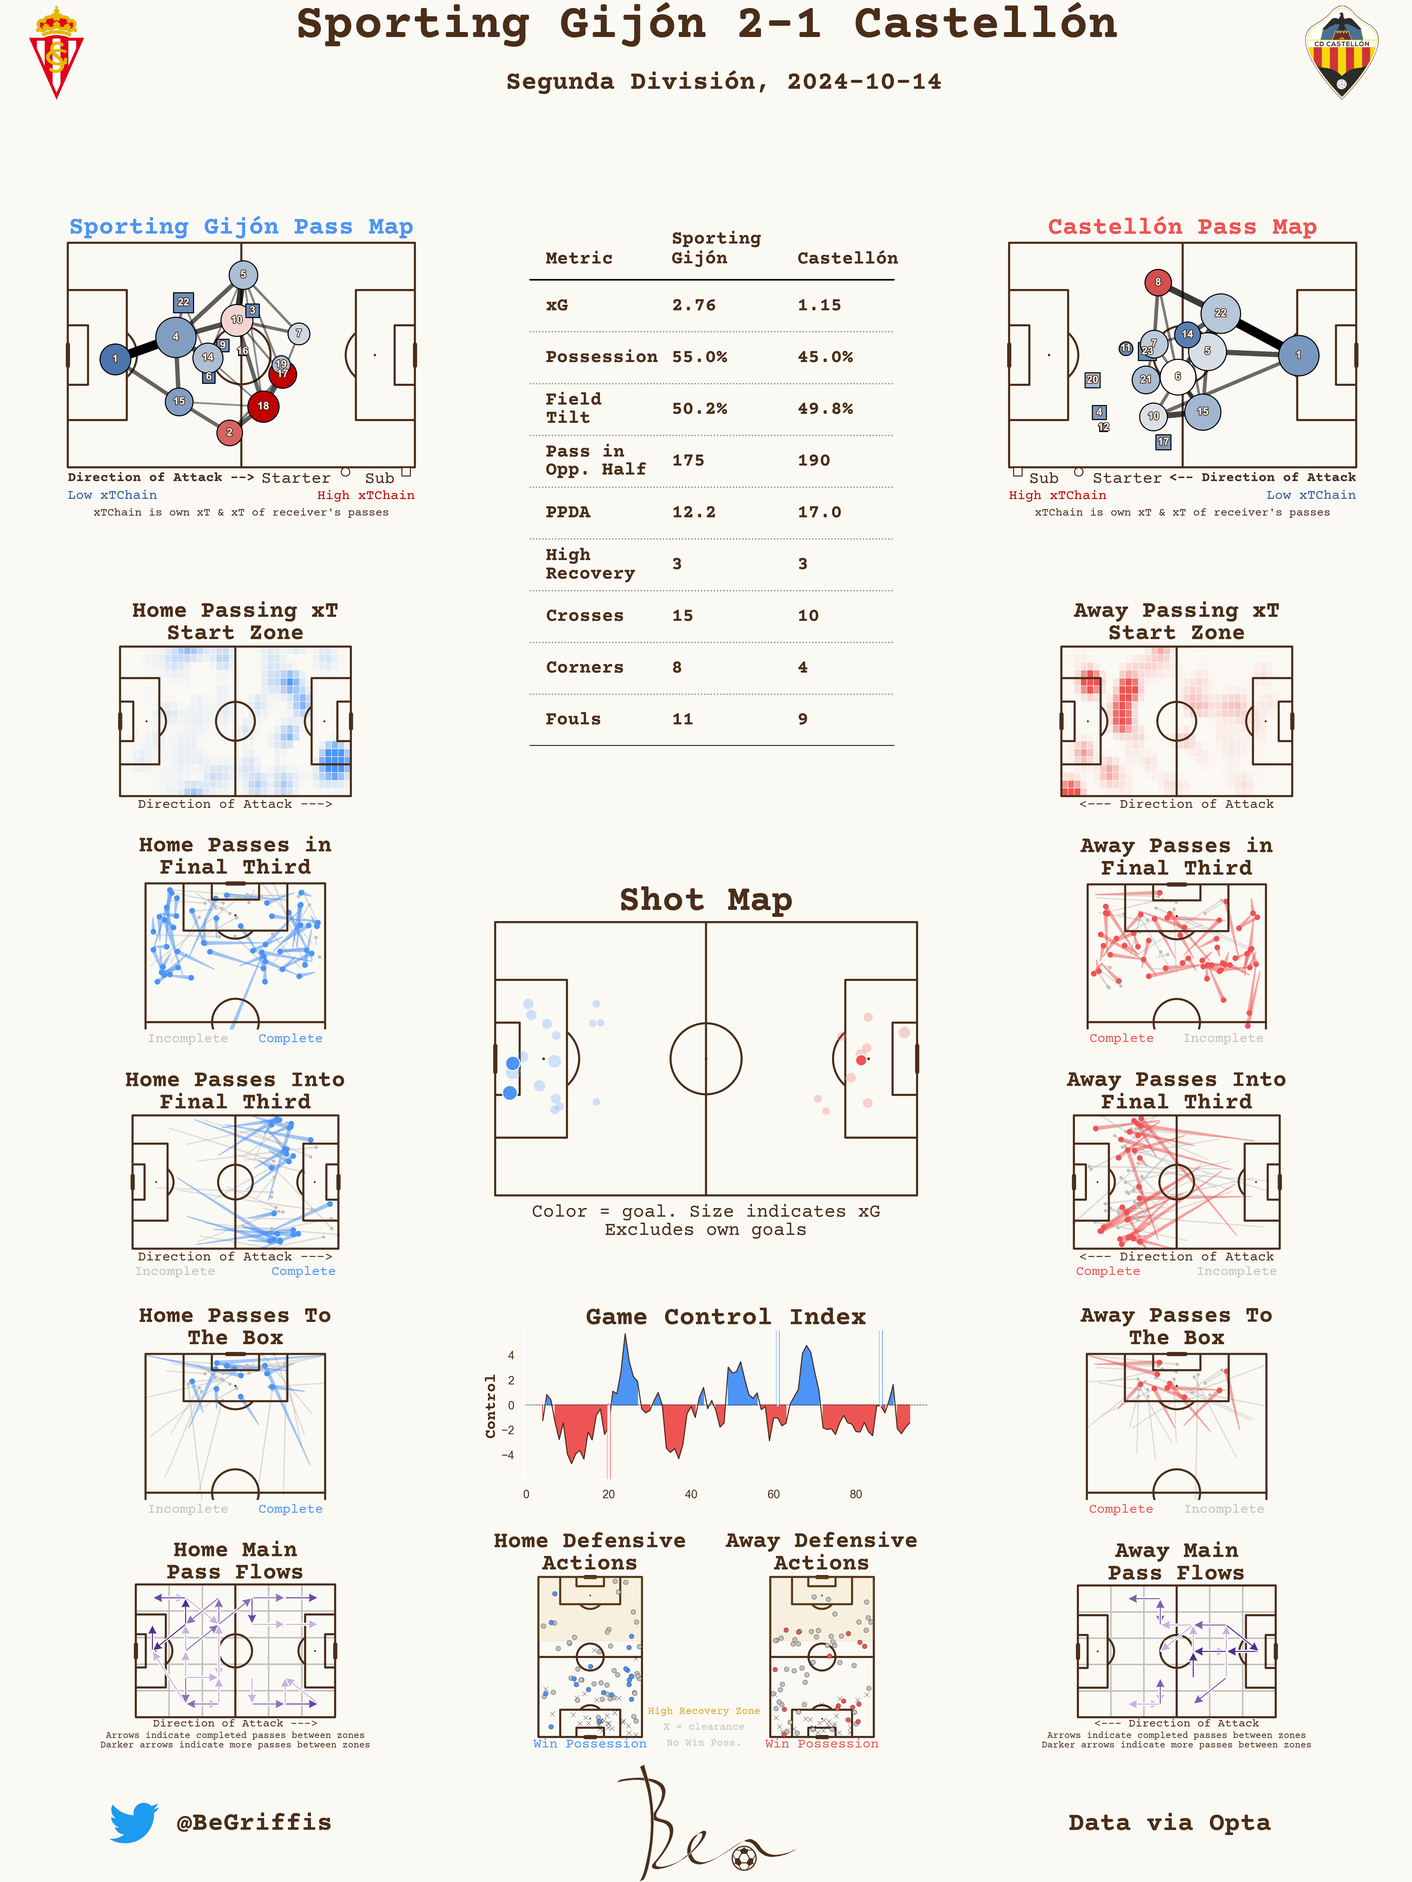 Sporting Gijón 2-1 Castellón
Segunda División, 2024-10-14
CD CASTELLÓN
Sporting Gijón Pass Map
5
22
3
10
4
7
16
9
14
1
19
6
17
15
18
2
Direction of Attack --> Starter Sub
Low xTChain High xTChain
xTChain is own xT & xT of receiver's passes
Metric Sporting Gijón Castellón
xG 2.76 1.15
Possession 55.0% 45.0%
Field Tilt 50.2% 49.8%
Pass in Opp. Half 175 190
PPDA 12.2 17.0
High Recovery 3 3
Crosses 15 10
Corners 8 4
Fouls 11 9
Castellón Pass Map
8
22
14
7
11
23
5
1
20
21
6
4
10
15
12
17
Sub Starter <-- Direction of Attack
High xTChain Low xTChain
xTChain is own xT & xT of receiver's passes
Home Passing xT
Start Zone
Direction of Attack --->
Away Passing xT
Start Zone
<--- Direction of Attack
Home Passes in
Final Third
Incomplete Complete
Away Passes in
Final Third
Complete Incomplete
Shot Map
Color = goal. Size indicates xG
Excludes own goals
Home Passes Into
Final Third
Direction of Attack --->
Incomplete Complete
Away Passes Into
Final Third
<--- Direction of Attack
Complete Incomplete
Home Passes To
The Box
Incomplete Complete
Game Control Index
Control
4
2
0
−2
−4
0 20 40 60 80
Away Passes To
The Box
Complete Incomplete
Home Main
Pass Flows
Direction of Attack --->
Arrows indicate completed passes between zones
Darker arrows indicate more passes between zones
Home Defensive
Actions
Win Possession
High Recovery Zone
X = clearance
No Win Poss.
Away Defensive
Actions
Win Possession
Away Main
Pass Flows
<--- Direction of Attack
Arrows indicate completed passes between zones
Darker arrows indicate more passes between zones
@BeGriffis
Ben
Data via Opta